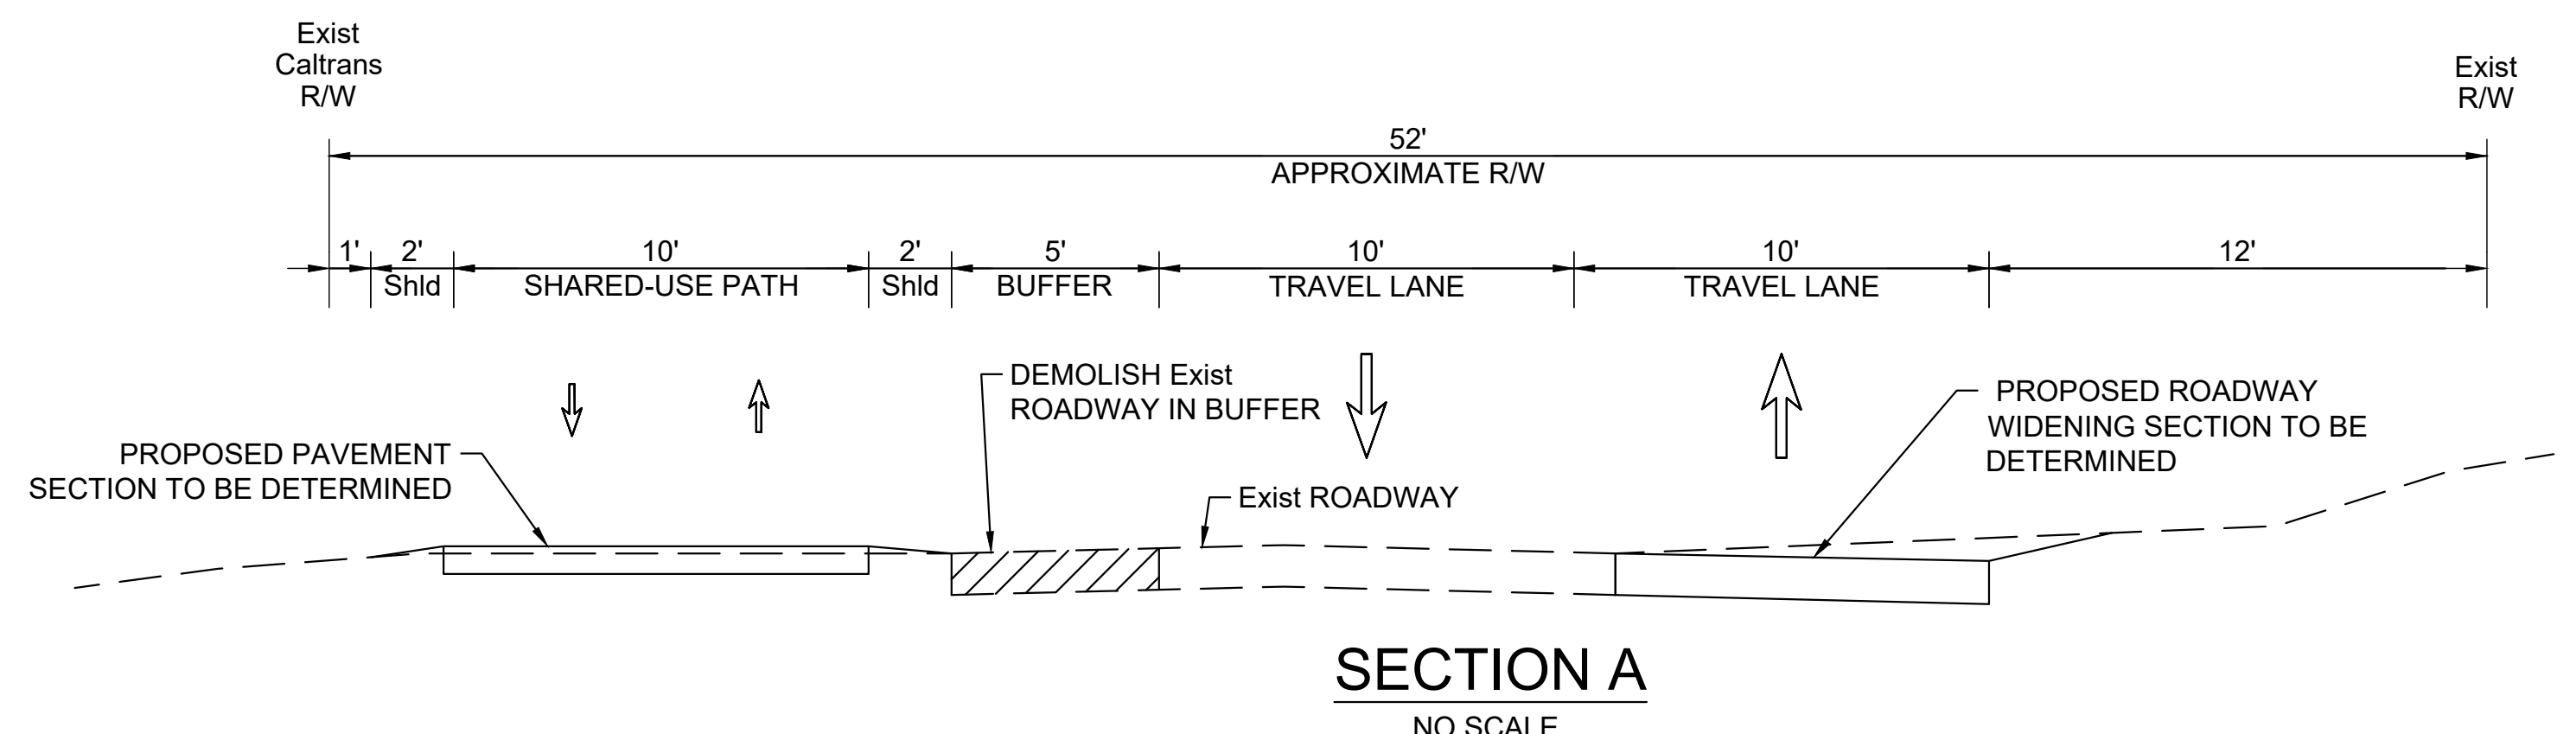 Exist
Caltrans
R/W
Exist
R/W
52'
APPROXIMATE R/W
1' 2' 10' 2' 5' 10' 10' 12'
Shld SHARED-USE PATH Shld BUFFER TRAVEL LANE TRAVEL LANE
DEMOLISH Exist
ROADWAY IN BUFFER
PROPOSED ROADWAY
WIDENING SECTION TO BE
DETERMINED
PROPOSED PAVEMENT
SECTION TO BE DETERMINED
Exist ROADWAY
SECTION A
NO SCALE